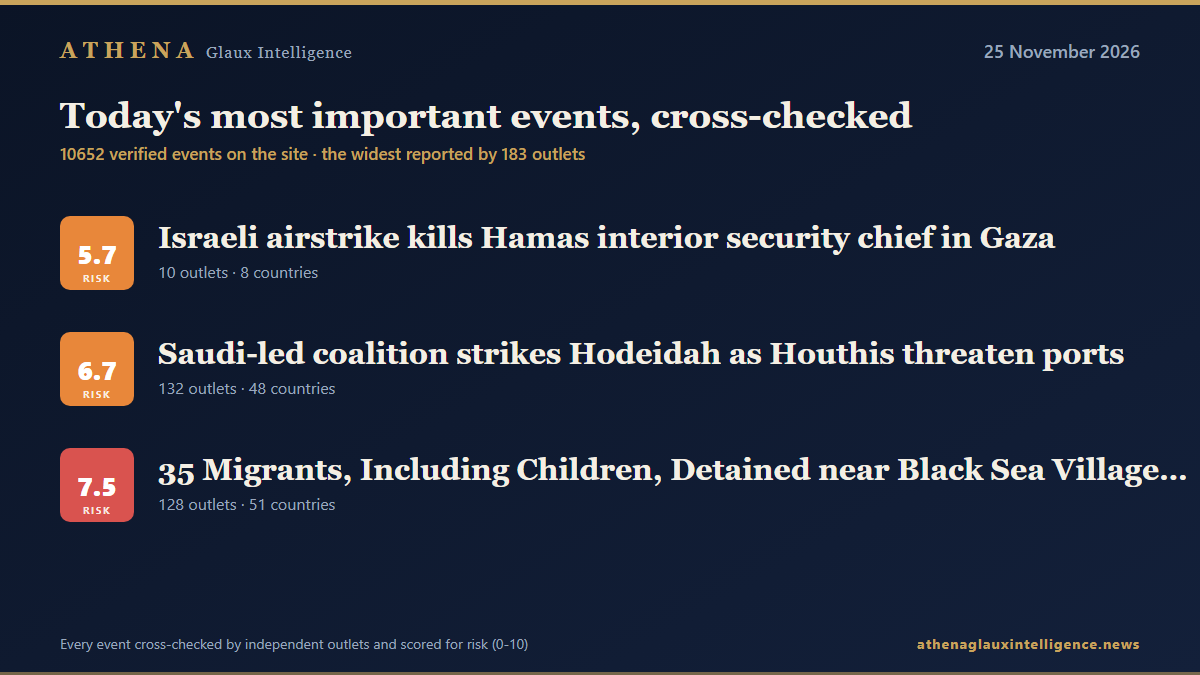 ATHENA Glaux Intelligence
25 November 2026
Today's most important events, cross-checked
10652 verified events on the site · the widest reported by 183 outlets
5.7
RISK
Israeli airstrike kills Hamas interior security chief in Gaza
10 outlets · 8 countries
6.7
RISK
Saudi-led coalition strikes Hodeidah as Houthis threaten ports
132 outlets · 48 countries
7.5
RISK
35 Migrants, Including Children, Detained near Black Sea Village...
128 outlets · 51 countries
Every event cross-checked by independent outlets and scored for risk (0-10)
athenaglauxintelligence.news